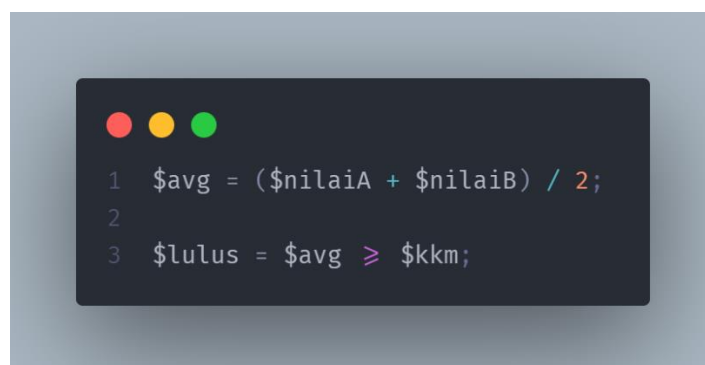 1 $avg = ($nilaiA + $nilaiB) / 2;
2
3 $lulus = $avg ⩾ $kkm;